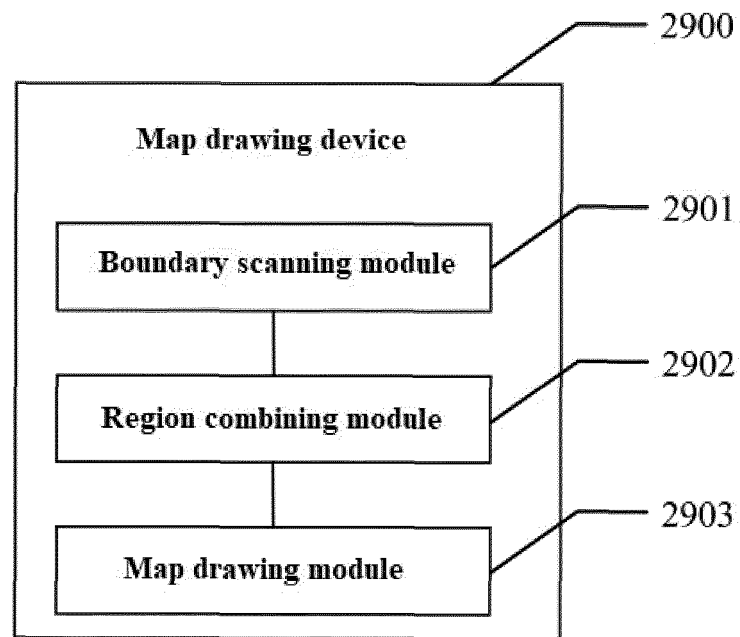 2900
Map drawing device
2901
Boundary scanning module
2902
Region combining module
2903
Map drawing module